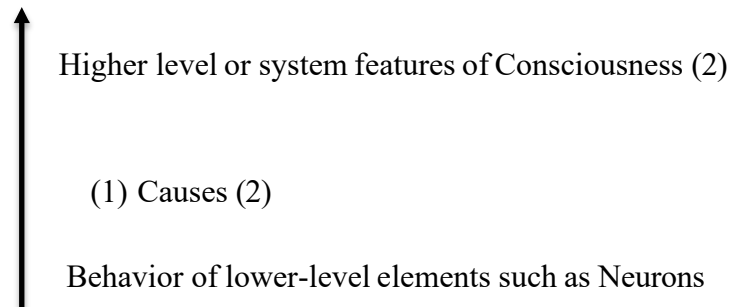 Higher level or system features of Consciousness (2)
(1) Causes (2)
Behavior of lower-level elements such as Neurons